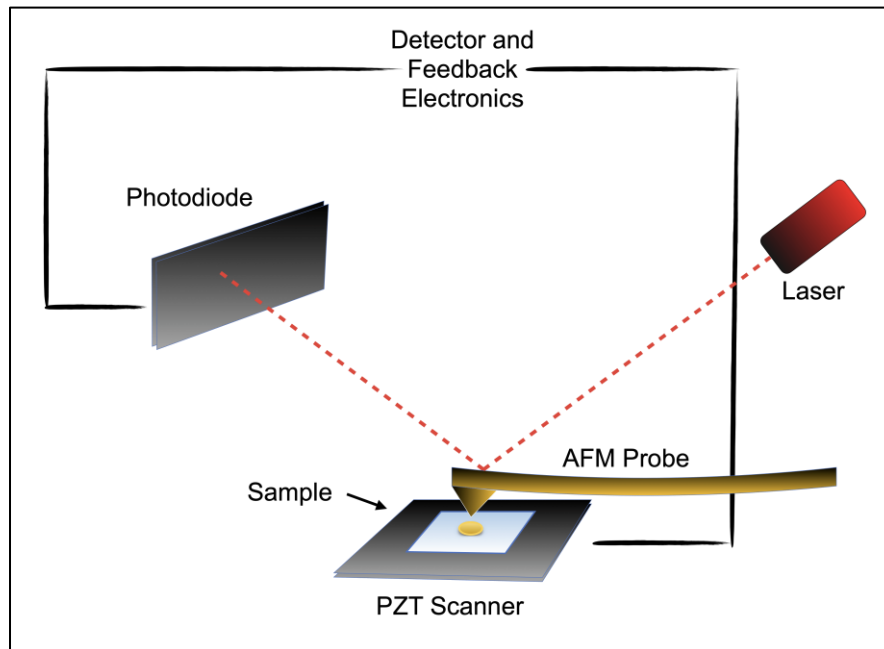 Detector and
Feedback
Electronics
Photodiode
Laser
AFM Probe
Sample
PZT Scanner